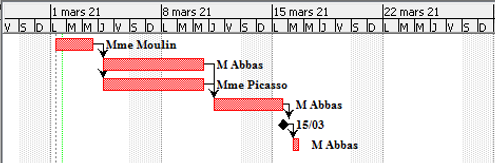 1 mars 21 8 mars 21 15 mars 21 22 mars 21
V S D L M M J V S D L M M J V S D L M M J V S D L M M J V S D
Mme Moulin
M Abbas
Mme Picasso
M Abbas
15/03
M Abbas